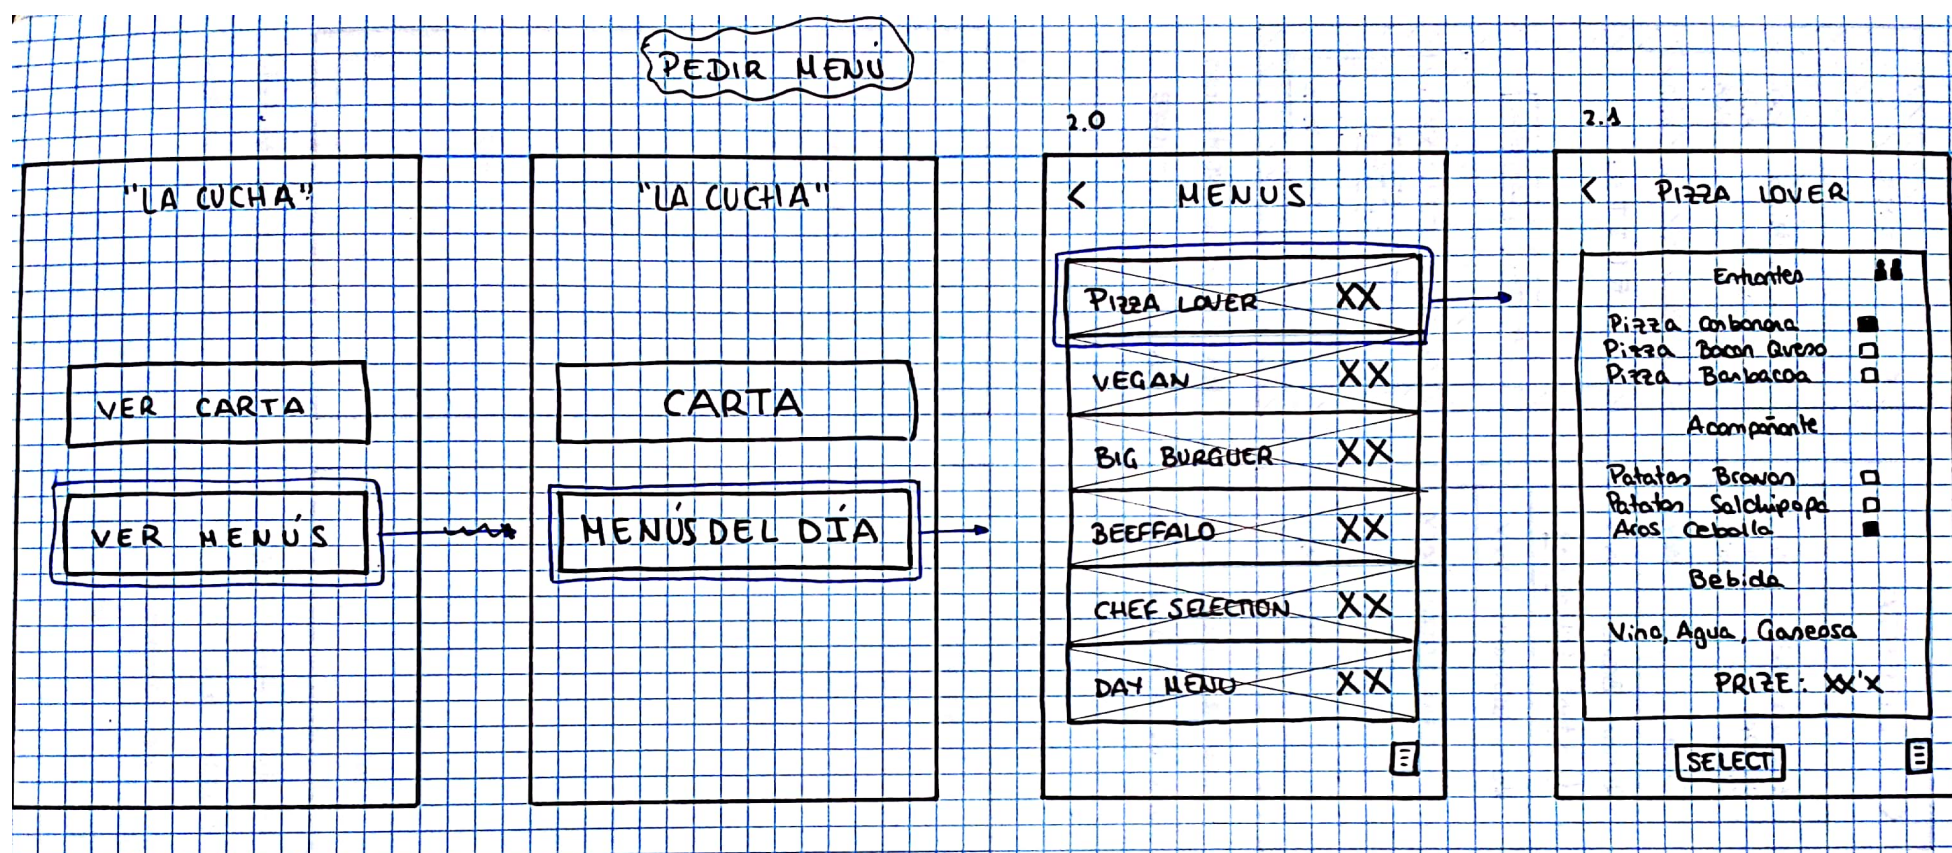 PEDIR MENÚ
"LA CUCHA"
VER CARTA
VER MENÚS
"LA CUCHA"
CARTA
MENÚS DEL DÍA
2.0
< MENUS
PIZZA LOVER XX
VEGAN XX
BIG BURGUER XX
BEEFFALO XX
CHEF SELECTION XX
DAY MENU XX
2.1
< PIZZA LOVER
Entrantes
Pizza Carbonara
Pizza Bacon Queso
Pizza Barbacoa
Acompañante
Patatas Bravas
Patatas Salchipapa
Aros Cebolla
Bebida
Vino, Agua, Gaseosa
PRIZE: XX'X
SELECT